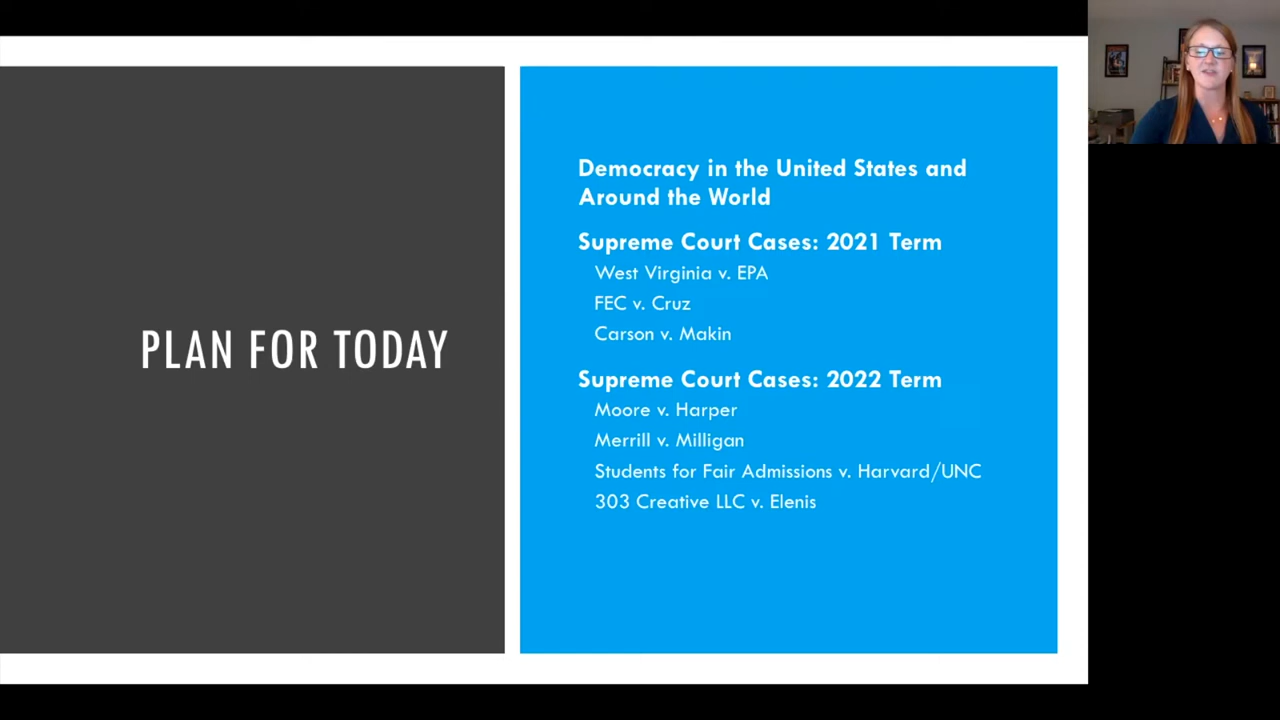 PLAN FOR TODAY
Democracy in the United States and
Around the World
Supreme Court Cases: 2021 Term
West Virginia v. EPA
FEC v. Cruz
Carson v. Makin
Supreme Court Cases: 2022 Term
Moore v. Harper
Merrill v. Milligan
Students for Fair Admissions v. Harvard/UNC
303 Creative LLC v. Elenis